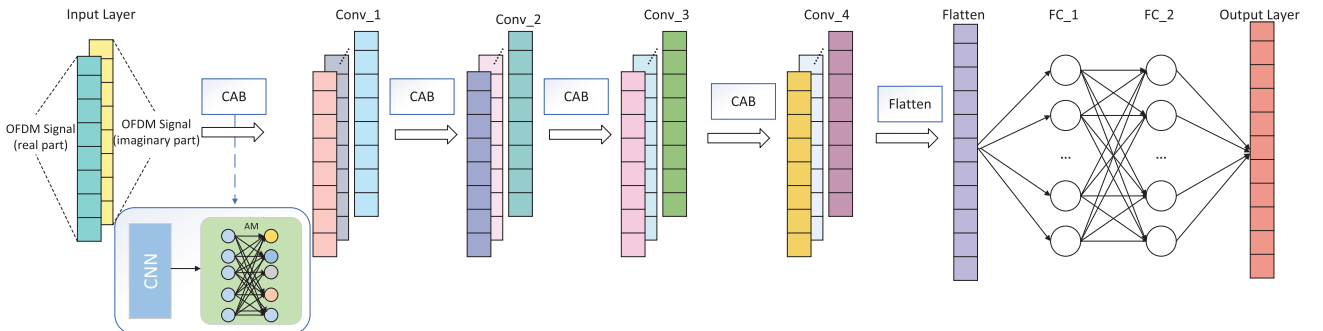 Input Layer
Conv_1
Conv_2
Conv_3
Conv_4
Flatten
FC_1
FC_2
Output Layer
CAB
CAB
CAB
CAB
Flatten
OFDM Signal
(real part)
OFDM Signal
(imaginary part)
...
...
CNN
AM